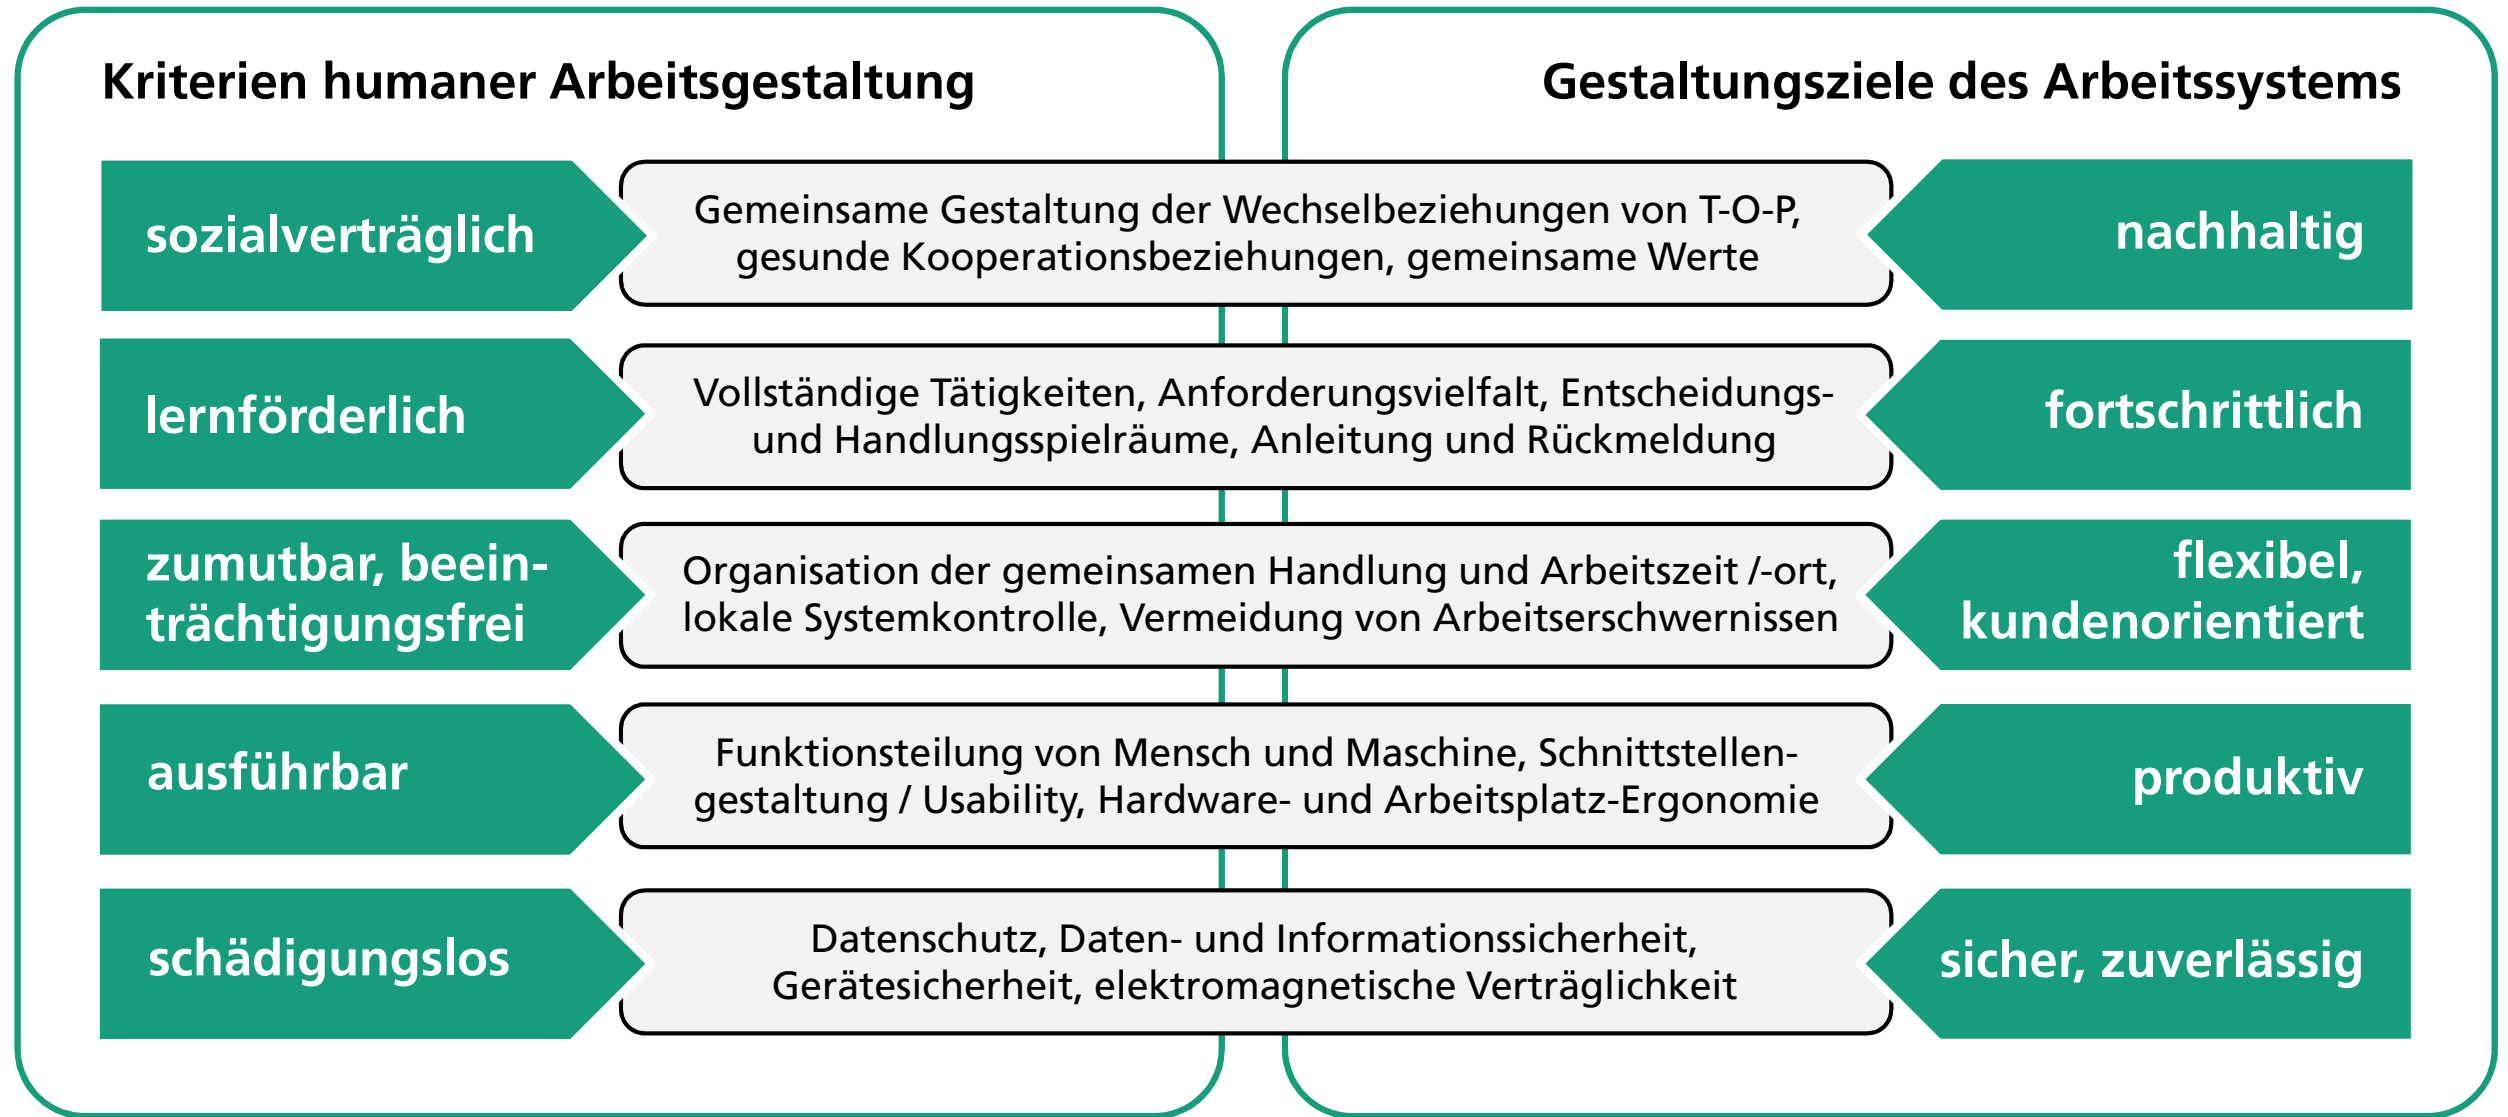 Kriterien humaner Arbeitsgestaltung
Gestaltungsziele des Arbeitssystems
sozialverträglich
Gemeinsame Gestaltung der Wechselbeziehungen von T-O-P,
gesunde Kooperationsbeziehungen, gemeinsame Werte
nachhaltig
lernförderlich
Vollständige Tätigkeiten, Anforderungsvielfalt, Entscheidungs-
und Handlungsspielräume, Anleitung und Rückmeldung
fortschrittlich
zumutbar, beein-
trächtigungsfrei
Organisation der gemeinsamen Handlung und Arbeitszeit /-ort,
lokale Systemkontrolle, Vermeidung von Arbeitserschwernissen
flexibel,
kundenorientiert
ausführbar
Funktionsteilung von Mensch und Maschine, Schnittstellen-
gestaltung / Usability, Hardware- und Arbeitsplatz-Ergonomie
produktiv
schädigungslos
Datenschutz, Daten- und Informationssicherheit,
Gerätesicherheit, elektromagnetische Verträglichkeit
sicher, zuverlässig